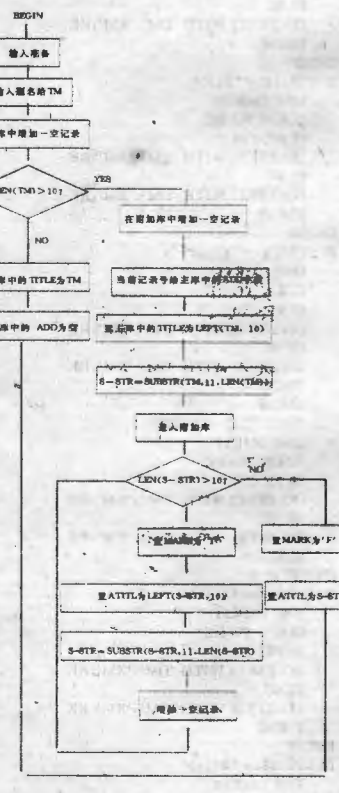 BEGIN
输入准备
输入题名给TM
库中增加一空记录
LEN(TM)>10?
YES
NO
在附加库中增加一空记录
库中的 TITLE为TM
当前记录号给主库中的
库中的 ADD为空
置主库中的TITLE为LEFT(TM, 10)
S-STR=SUBSTR(TM,11,LEN(TM))
进入附加库
LEN(S-STR)>10?
NO
置MARK为
置MARK为'F'
置ATITL为LEFT(S-STR,10)
置ATITL为S-ST
S-STR=SUBSTR(S-STR,11,LEN(S-STR)
增加一空记录